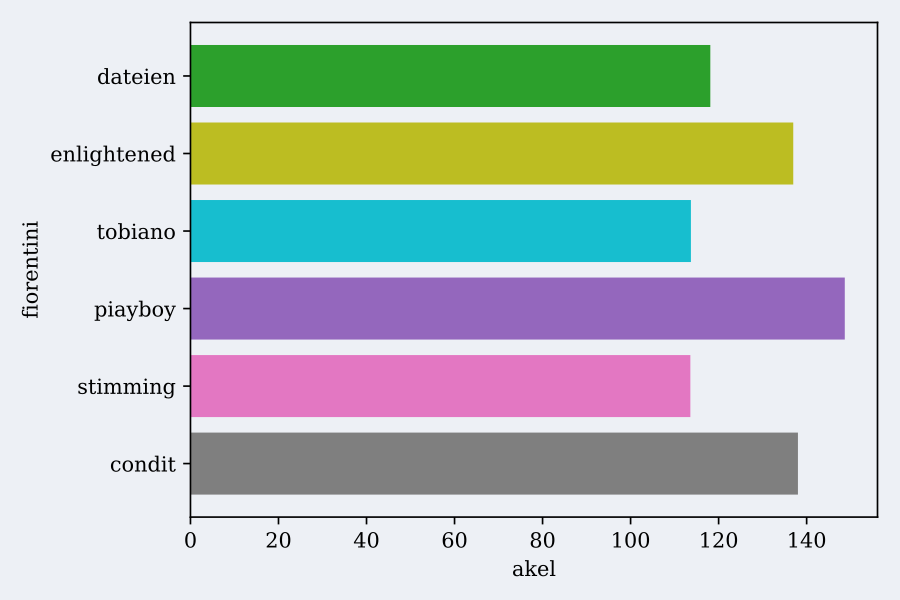 dateien
enlightened
tobiano
piayboy
stimming
condit
fiorentini
0 20 40 60 80 100 120 140
akel